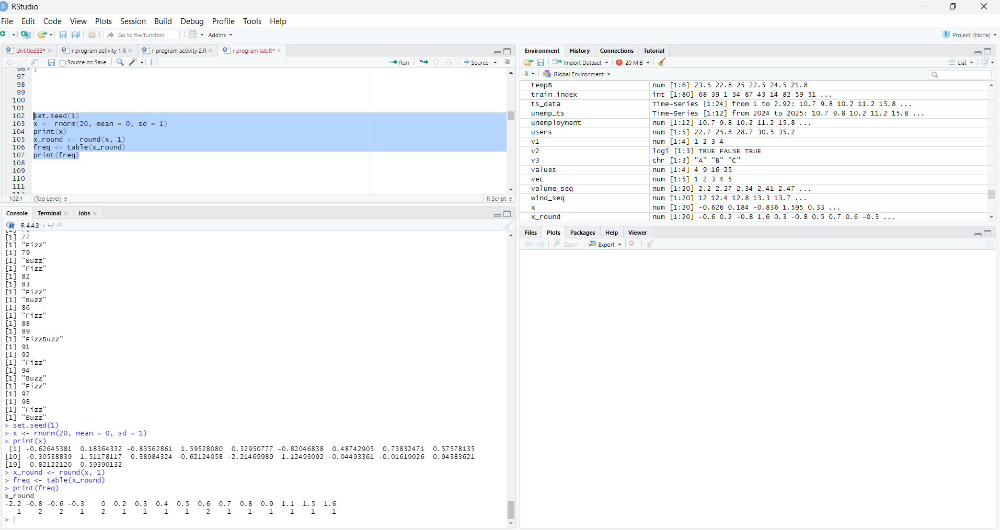 RStudio
File Edit Code View Plots Session Build Debug Profile Tools Help
Go to file/function Addins Project: (None)
Untitled33* r program activity 1.R r program activity 2.R r program lab.R*
Source on Save Run Source
96 }
97
98
99
100
101
102 set.seed(1)
103 x <- rnorm(20, mean = 0, sd = 1)
104 print(x)
105 x_round <- round(x, 1)
106 freq <- table(x_round)
107 print(freq)
108
109
110
111
112
102:1 (Top Level) R Script
Console Terminal Jobs
R 4.4.3 · ~/
[1] 77
[1] "Fizz"
[1] 79
[1] "Buzz"
[1] "Fizz"
[1] 82
[1] 83
[1] "Fizz"
[1] "Buzz"
[1] 86
[1] "Fizz"
[1] 88
[1] 89
[1] "FizzBuzz"
[1] 91
[1] 92
[1] "Fizz"
[1] 94
[1] "Buzz"
[1] "Fizz"
[1] 97
[1] 98
[1] "Fizz"
[1] "Buzz"
> set.seed(1)
> x <- rnorm(20, mean = 0, sd = 1)
> print(x)
[1] -0.62645381 0.18364332 -0.83562861 1.59528080 0.32950777 -0.82046838 0.48742905 0.73832471 0.57578135
[10] -0.30538839 1.51178117 0.38984324 -0.62124058 -2.21469989 1.12493092 -0.04493361 -0.01619026 0.94383621
[19] 0.82122120 0.59390132
> x_round <- round(x, 1)
> freq <- table(x_round)
> print(freq)
x_round
-2.2 -0.8 -0.6 -0.3 0 0.2 0.3 0.4 0.5 0.6 0.7 0.8 0.9 1.1 1.5 1.6
1 2 2 1 2 1 1 1 1 2 1 1 1 1 1 1
>
Environment History Connections Tutorial
Import Dataset 20 MiB List
R Global Environment
tempB num [1:6] 23.5 22.8 25 22.5 24.5 21.8
train_index int [1:80] 68 39 1 34 87 43 14 82 59 51 ...
ts_data Time-Series [1:24] from 1 to 2.92: 10.7 9.8 10.2 11.2 15.8 ...
unemp_ts Time-Series [1:12] from 2024 to 2025: 10.7 9.8 10.2 11.2 15.8 ...
unemployment num [1:12] 10.7 9.8 10.2 11.2 15.8 ...
users num [1:5] 22.7 25.8 28.7 30.5 35.2
v1 num [1:4] 1 2 3 4
v2 logi [1:3] TRUE FALSE TRUE
v3 chr [1:3] "A" "B" "C"
values num [1:4] 4 9 16 25
vec num [1:5] 1 2 3 4 5
volume_seq num [1:20] 2.2 2.27 2.34 2.41 2.47 ...
wind_seq num [1:20] 12 12.4 12.8 13.3 13.7 ...
x num [1:20] -0.626 0.184 -0.836 1.595 0.33 ...
x_round num [1:20] -0.6 0.2 -0.8 1.6 0.3 -0.8 0.5 0.7 0.6 -0.3 ...
Files Plots Packages Help Viewer
Zoom Export